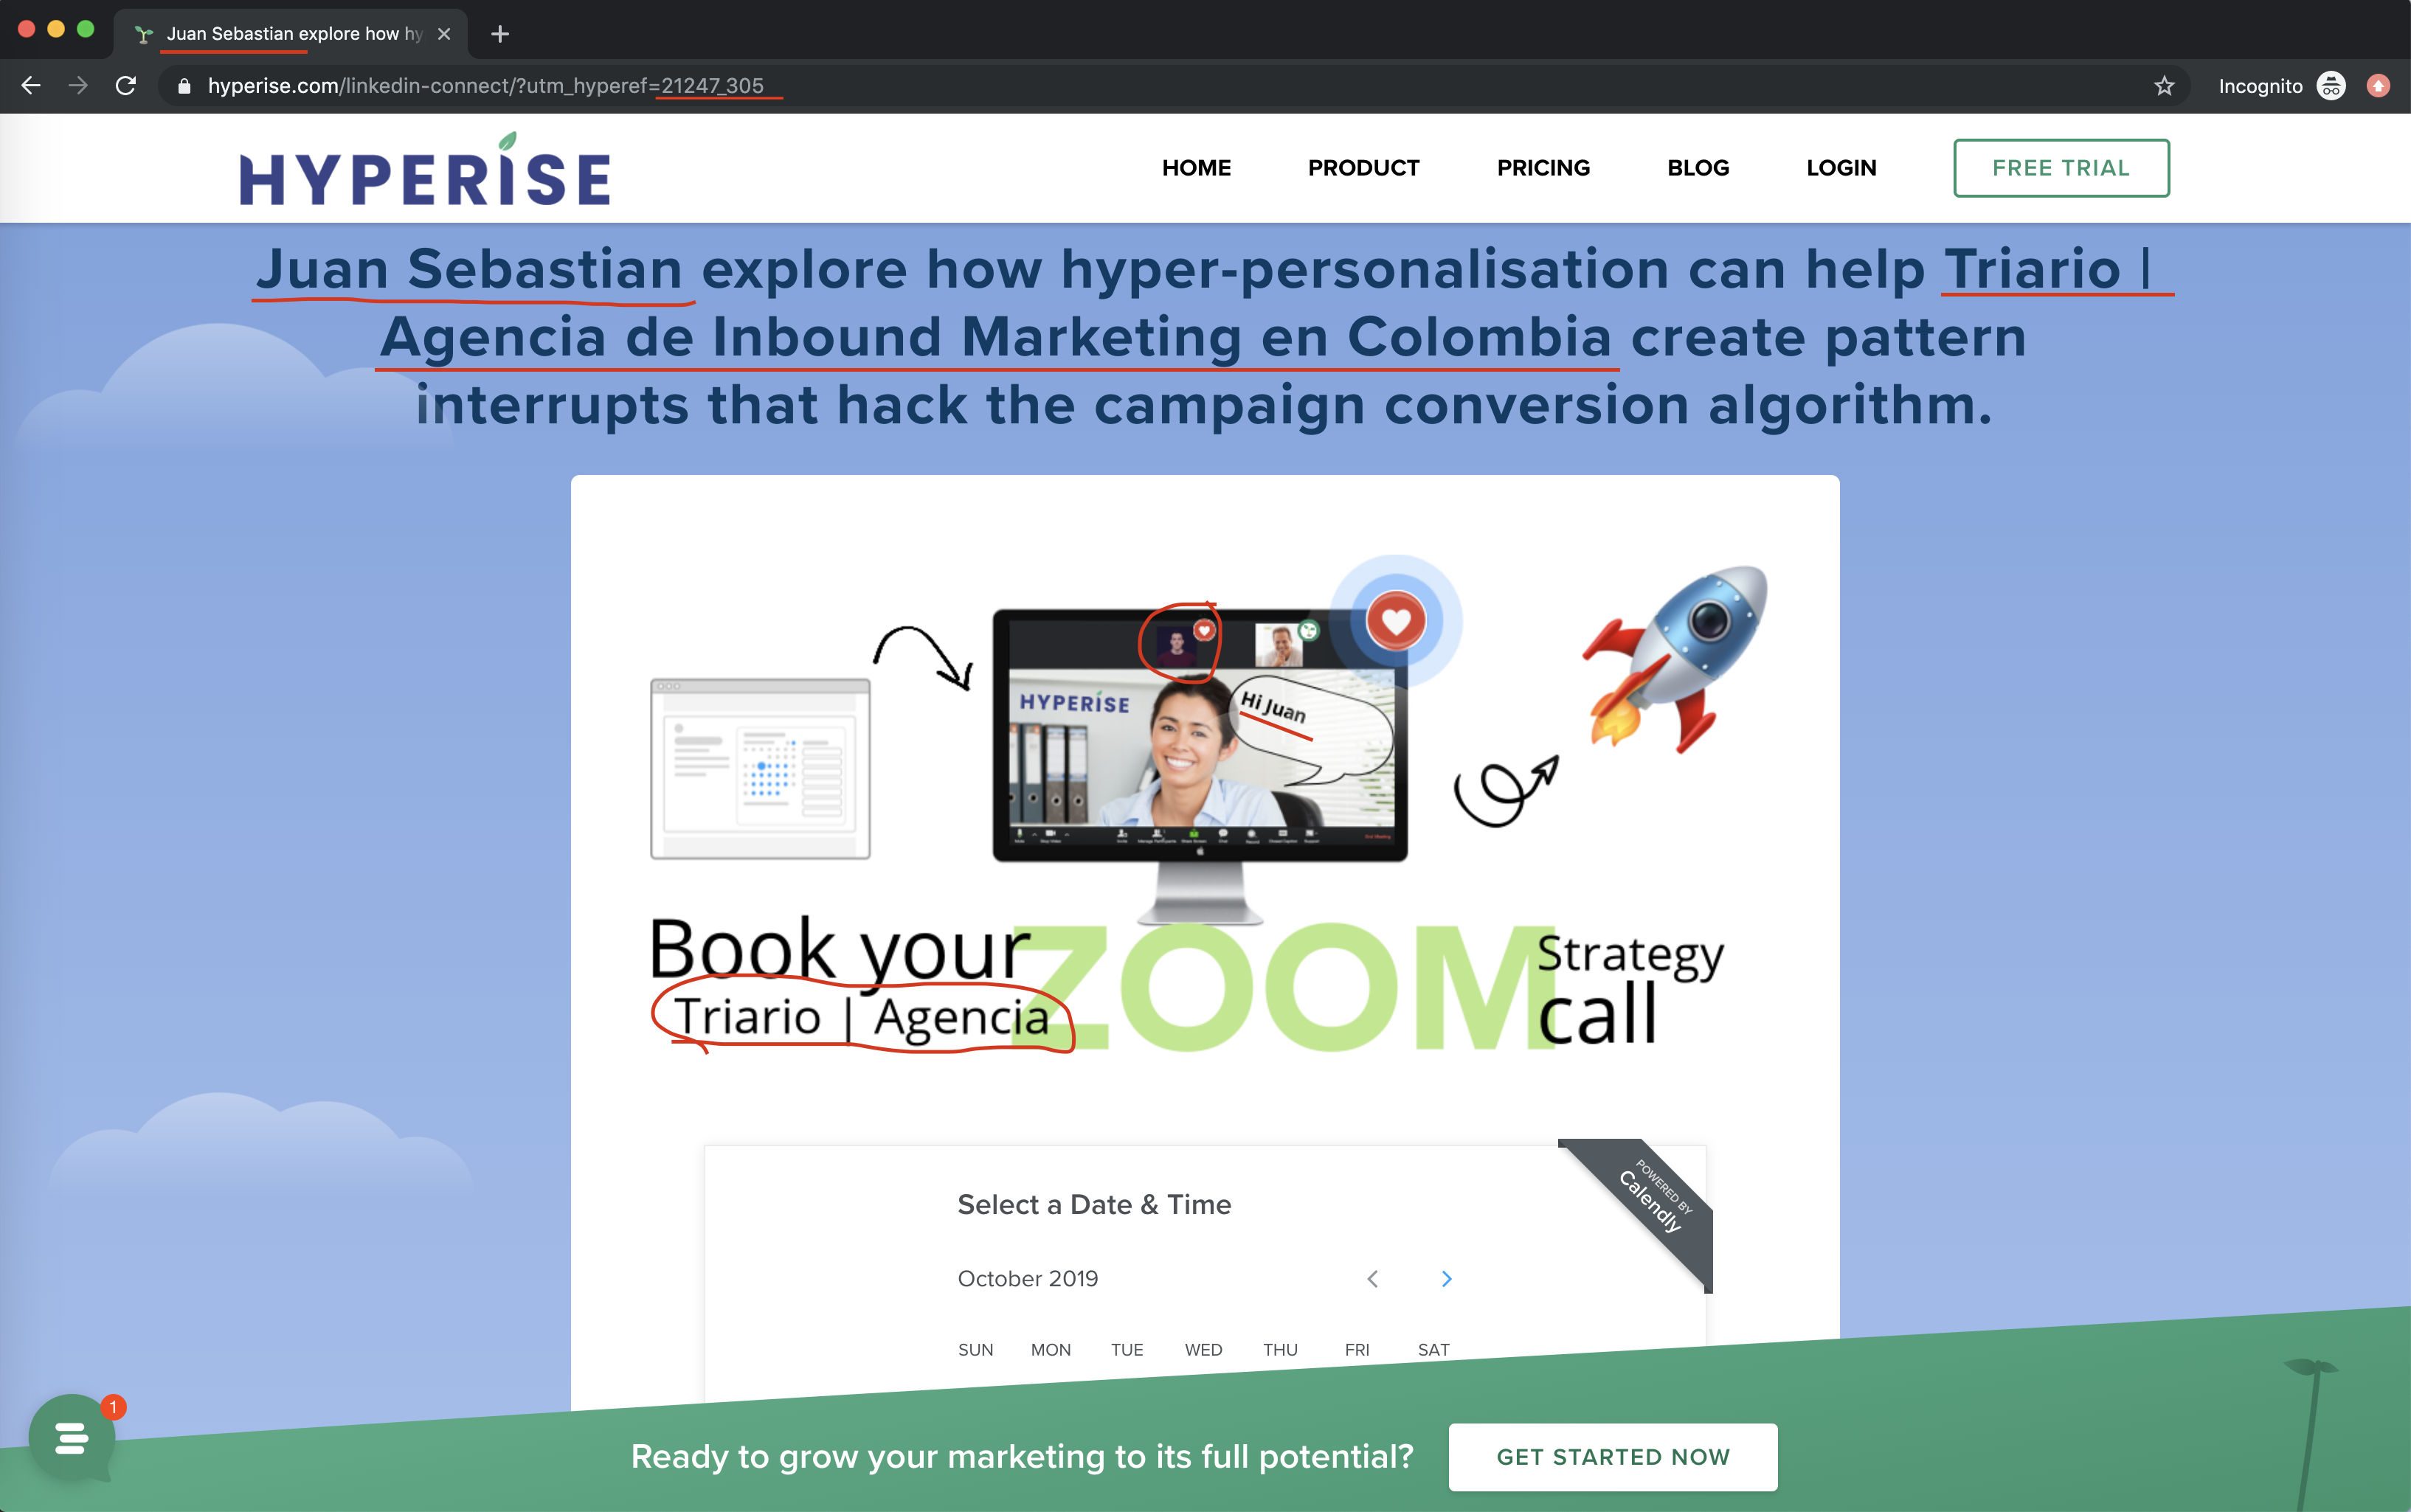 Juan Sebastian explore how hy
hyperise.com/linkedin-connect/?utm_hyperef=21247_305
Incognito
HYPERISE
HOME
PRODUCT
PRICING
BLOG
LOGIN
FREE TRIAL
Juan Sebastian explore how hyper-personalisation can help Triario |
Agencia de Inbound Marketing en Colombia create pattern
interrupts that hack the campaign conversion algorithm.
HYPERISE
Hi Juan
Book your
Triario | Agencia
ZOOM
Strategy
call
POWERED BY
Calendly
Select a Date & Time
October 2019
SUN MON TUE WED THU FRI SAT
1
Ready to grow your marketing to its full potential?
GET STARTED NOW